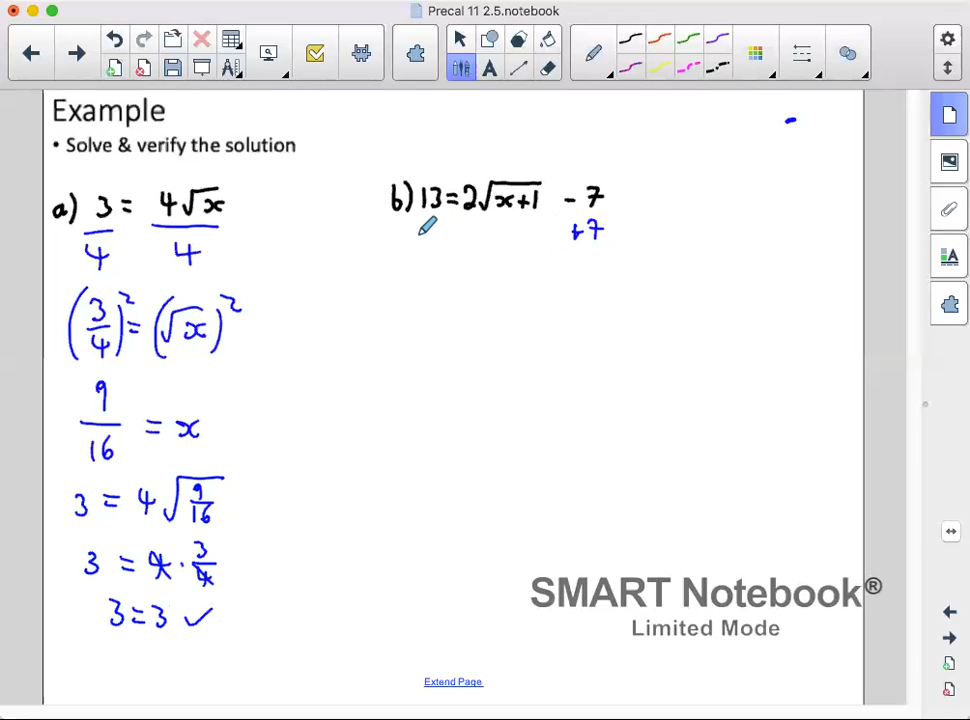 Precal 11 2.5.notebook
Example
• Solve & verify the solution
a) 3 = 4√x
4 4
(3/4)² = (√x)²
9/16 = x
3 = 4√(9/16)
3 = 4 · 3/4
3 = 3 ✓
b) 13 = 2√(x+1) - 7
+7
SMART Notebook®
Limited Mode
Extend Page